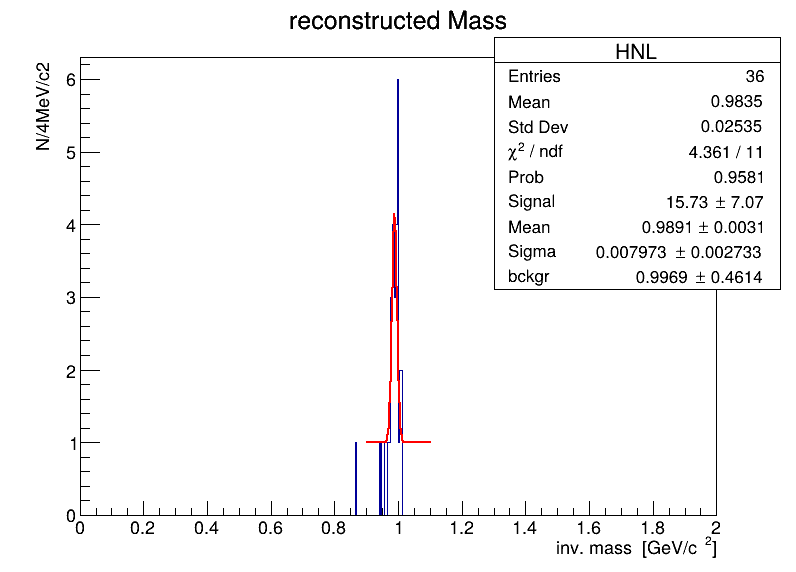 reconstructed Mass
HNL
Entries 36
Mean 0.9835
Std Dev 0.02535
χ² / ndf 4.361 / 11
Prob 0.9581
Signal 15.73 ± 7.07
Mean 0.9891 ± 0.0031
Sigma 0.007973 ± 0.002733
bckgr 0.9969 ± 0.4614
N/4MeV/c2
6
5
4
3
2
1
0
0 0.2 0.4 0.6 0.8 1 1.2 1.4 1.6 1.8 2
inv. mass [GeV/c ²]